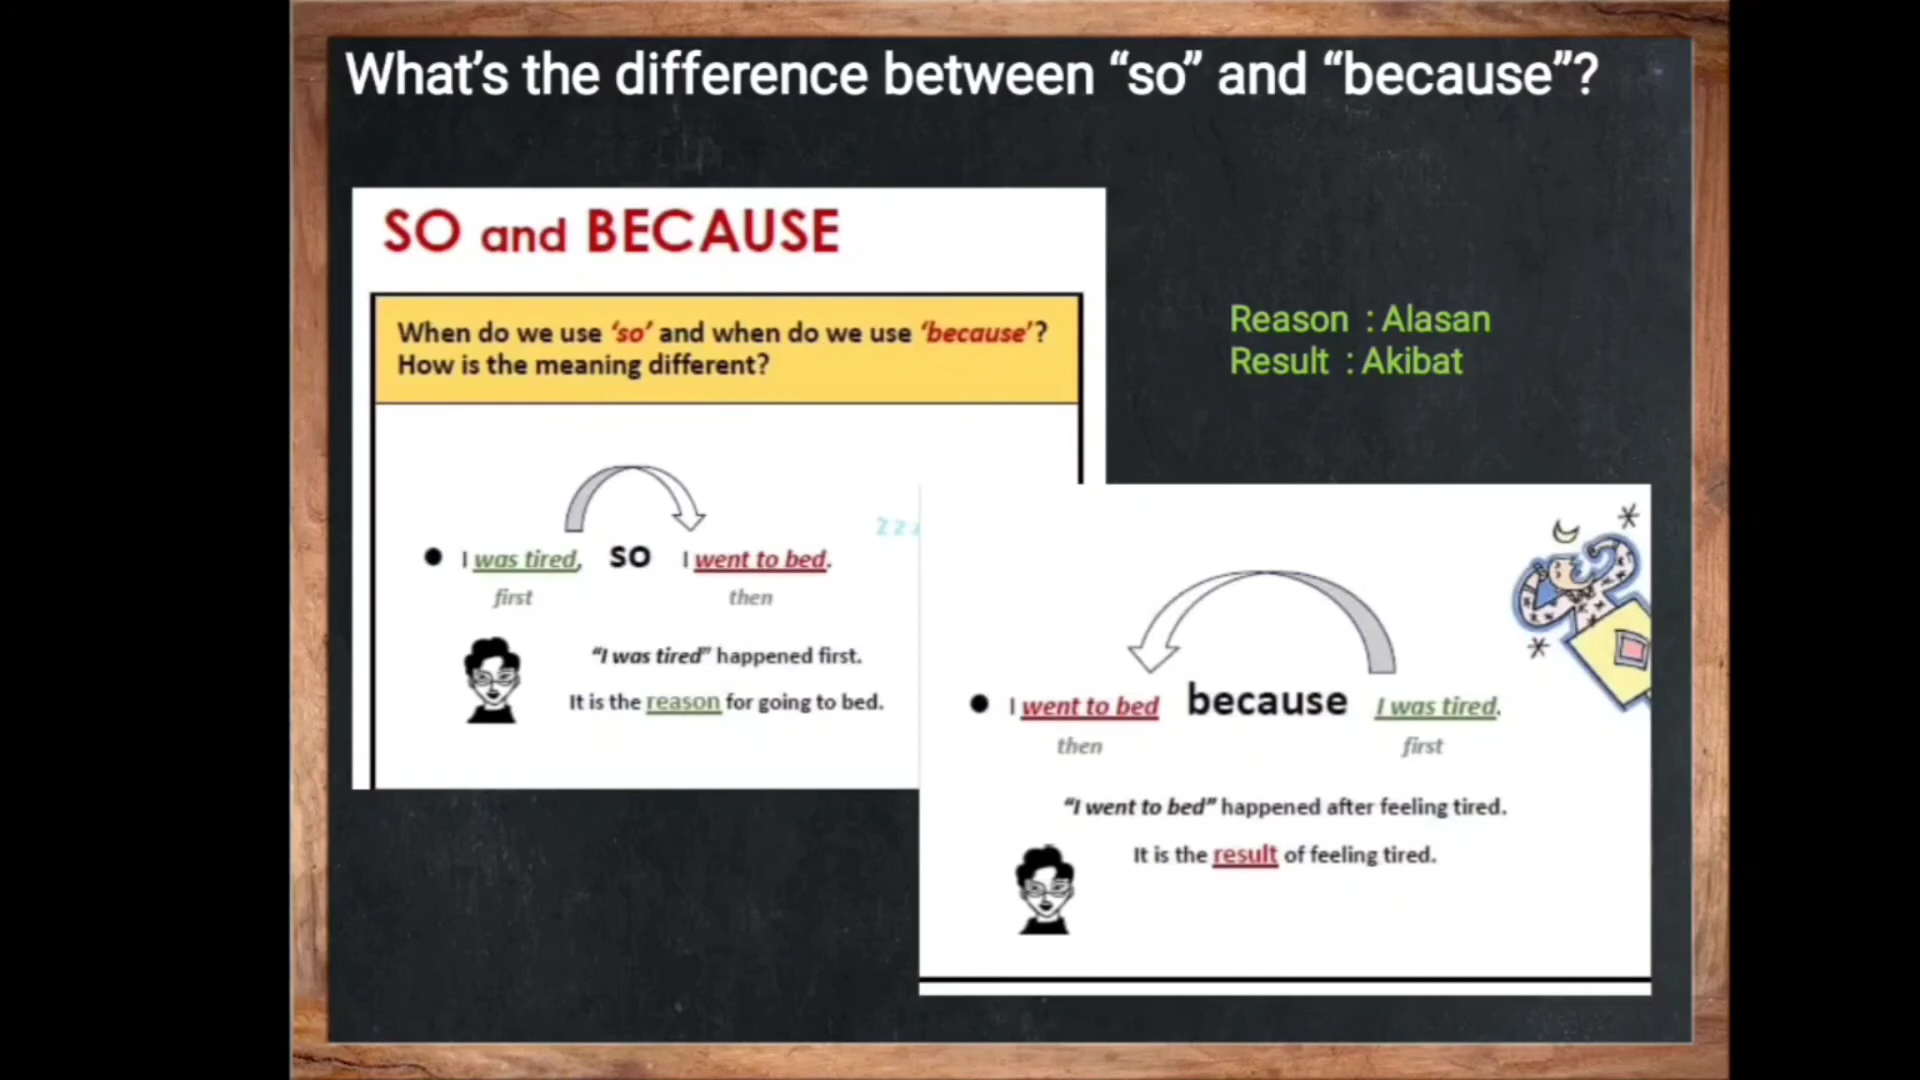 What's the difference between “so” and “because”?
SO and BECAUSE
When do we use ‘so’ and when do we use ‘because’?
How is the meaning different?
Reason : Alasan
Result : Akibat
z z z
I was tired, so I went to bed.
first then
“I was tired” happened first.
It is the reason for going to bed.
I went to bed because I was tired.
then first
“I went to bed” happened after feeling tired.
It is the result of feeling tired.